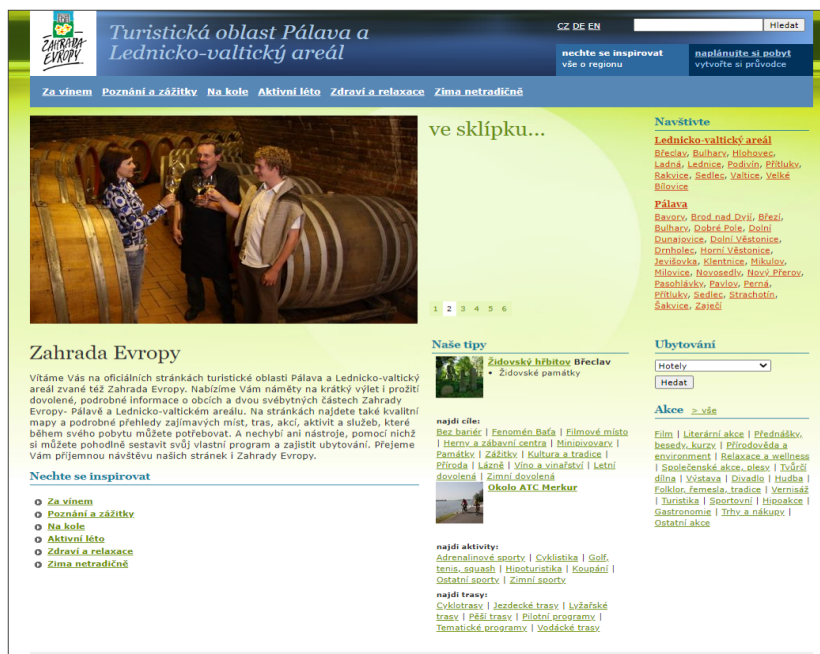 ZAHRADA
EVROPY
Turistická oblast Pálava a
Lednicko-valtický areál
CZ DE EN
Hledat
nechte se inspirovat
vše o regionu
naplánujte si pobyt
vytvořte si průvodce
Za vínem Poznání a zážitky Na kole Aktivní léto Zdraví a relaxace Zima netradičně
ve sklípku...
1 2 3 4 5 6
Navštivte
Lednicko-valtický areál
Břeclav, Bulhary, Hlohovec,
Ladná, Lednice, Podivín, Přítluky,
Rakvice, Sedlec, Valtice, Velké
Bílovice
Pálava
Bavory, Brod nad Dyjí, Březí,
Bulhary, Dobré Pole, Dolní
Dunajovice, Dolní Věstonice,
Drnholec, Horní Věstonice,
Jevišovka, Klentnice, Mikulov,
Milovice, Novosedly, Nový Přerov,
Pasohlávky, Pavlov, Perná,
Přítluky, Sedlec, Strachotín,
Šakvice, Zaječí
Zahrada Evropy
Vítáme Vás na oficiálních stránkách turistické oblasti Pálava a Lednicko-valtický
areál zvané též Zahrada Evropy. Nabízíme Vám náměty na krátký výlet i prožití
dovolené, podrobné informace o obcích a dvou svébytných částech Zahrady
Evropy- Pálavě a Lednicko-valtickém areálu. Na stránkách najdete také kvalitní
mapy a podrobné přehledy zajímavých míst, tras, akcí, aktivit a služeb, které
během svého pobytu můžete potřebovat. A nechybí ani nástroje, pomocí nichž
si můžete pohodlně sestavit svůj vlastní program a zajistit ubytování. Přejeme
Vám příjemnou návštěvu našich stránek i Zahrady Evropy.
Nechte se inspirovat
Za vínem
Poznání a zážitky
Na kole
Aktivní léto
Zdraví a relaxace
Zima netradičně
Naše tipy
Židovský hřbitov Břeclav
• Židovské památky
najdi cíle:
Bez bariér | Fenomén Baťa | Filmové místo
| Herny a zábavní centra | Minipivovary |
Památky | Zážitky | Kultura a tradice |
Příroda | Lázně | Víno a vinařství | Letní
dovolená | Zimní dovolená
Okolo ATC Merkur
najdi aktivity:
Adrenalinové sporty | Cyklistika | Golf,
tenis, squash | Hipoturistika | Koupání |
Ostatní sporty | Zimní sporty
najdi trasy:
Cyklotrasy | Jezdecké trasy | Lyžařské
trasy | Pěší trasy | Pilotní programy |
Tematické programy | Vodácké trasy
Ubytování
Hotely
Hedat
Akce > vše
Film | Literární akce | Přednášky,
besedy, kurzy | Přírodověda a
environment | Relaxace a wellness
| Společenské akce, plesy | Tvůrčí
dílna | Výstava | Divadlo | Hudba |
Folklor, řemesla, tradice | Vernisáž
| Turistika | Sportovní | Hipoakce |
Gastronomie | Trhy a nákupy |
Ostatní akce